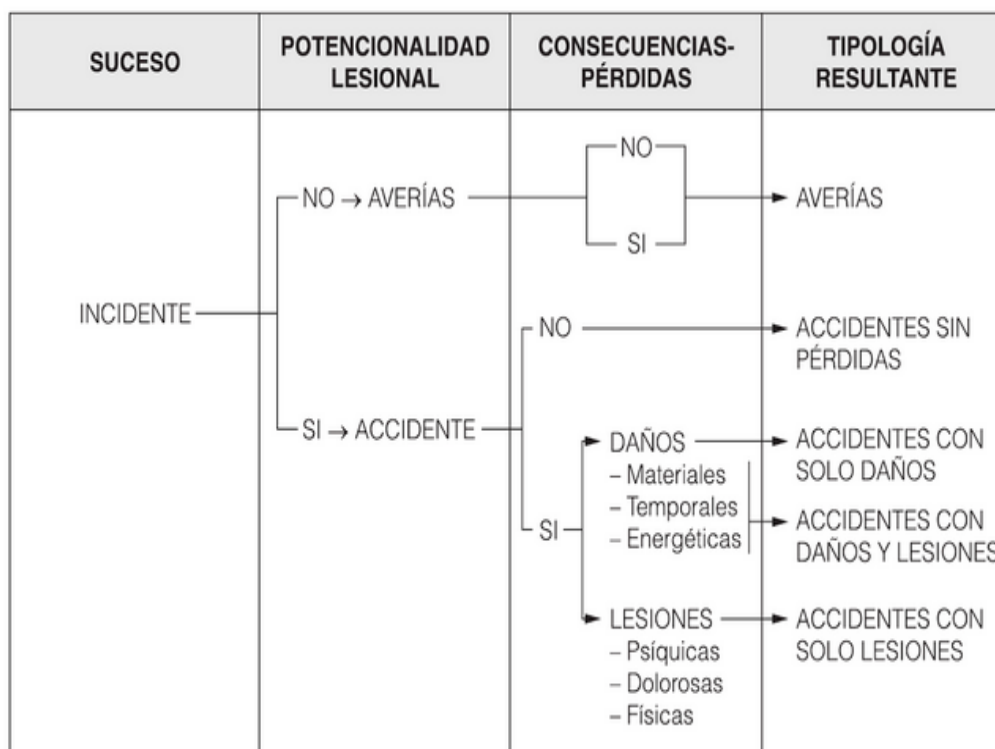 SUCESO
POTENCIONALIDAD
LESIONAL
CONSECUENCIAS-
PÉRDIDAS
TIPOLOGÍA
RESULTANTE
NO
NO → AVERÍAS
AVERÍAS
SI
INCIDENTE
NO
ACCIDENTES SIN
PÉRDIDAS
SI → ACCIDENTE
DAÑOS
– Materiales
– Temporales
– Energéticas
ACCIDENTES CON
SOLO DAÑOS
SI
ACCIDENTES CON
DAÑOS Y LESIONES
LESIONES
– Psíquicas
– Dolorosas
– Físicas
ACCIDENTES CON
SOLO LESIONES